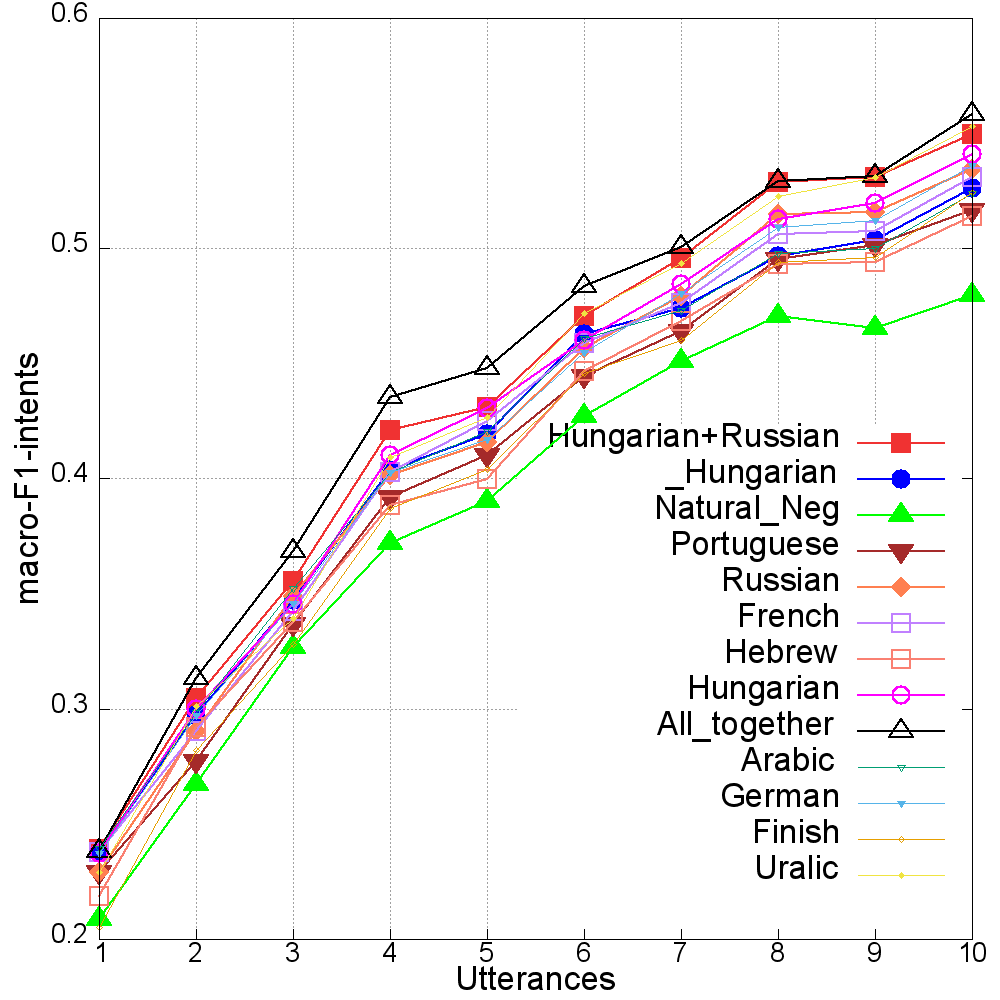 0.6
0.5
0.4
0.3
0.2
macro-F1-intents
Hungarian+Russian
_Hungarian
Natural_Neg
Portuguese
Russian
French
Hebrew
Hungarian
All_together
Arabic
German
Finish
Uralic
1 2 3 4 5 6 7 8 9 10
Utterances